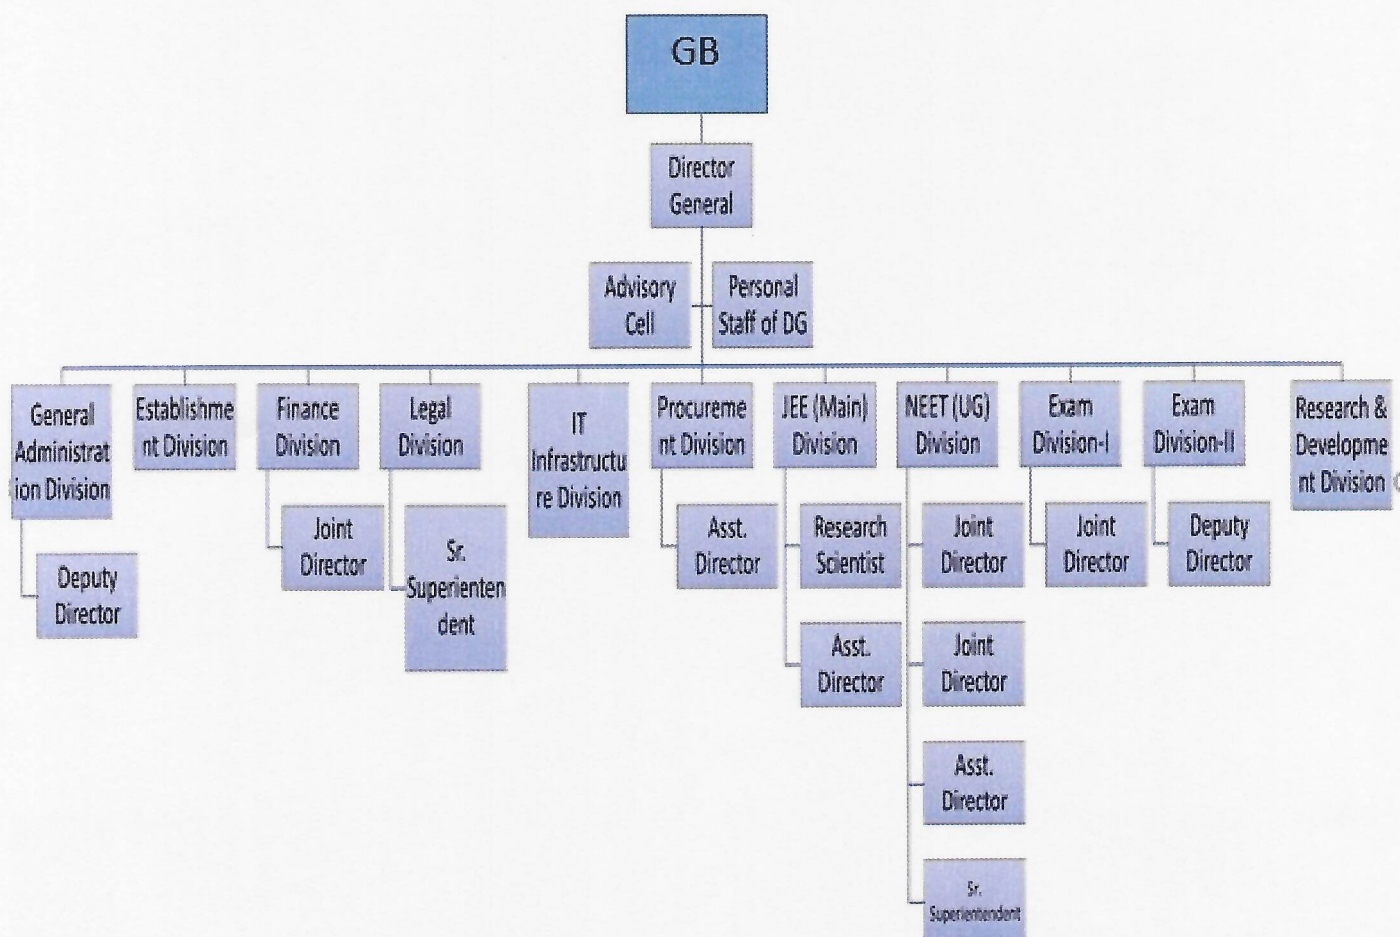 GB
Director
General
Advisory
Cell
Personal
Staff of DG
General
Administrat
ion Division
Deputy
Director
Establishme
nt Division
Finance
Division
Joint
Director
Legal
Division
Sr.
Superienten
dent
IT
Infrastructu
re Division
Procureme
nt Division
Asst.
Director
JEE (Main)
Division
Research
Scientist
Asst.
Director
NEET (UG)
Division
Joint
Director
Joint
Director
Asst.
Director
Sr.
Superientendent
Exam
Division-I
Joint
Director
Exam
Division-II
Deputy
Director
Research &
Developme
nt Division